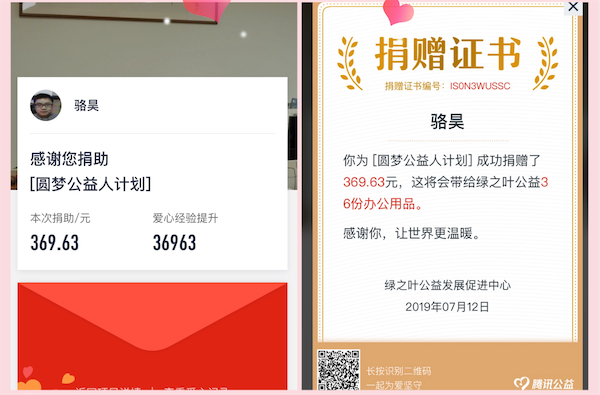 骆昊
感谢您捐助
[圆梦公益人计划]
本次捐助/元
爱心经验提升
369.63
36963
捐赠证书
捐赠证书编号：IS0N3WUSSC
骆昊
你为 [圆梦公益人计划] 成功捐赠了
369.63元，这将会带给绿之叶公益3
6份办公用品。
感谢你，让世界更温暖。
绿之叶公益发展促进中心
2019年07月12日
长按识别二维码
一起为爱坚守
腾讯公益